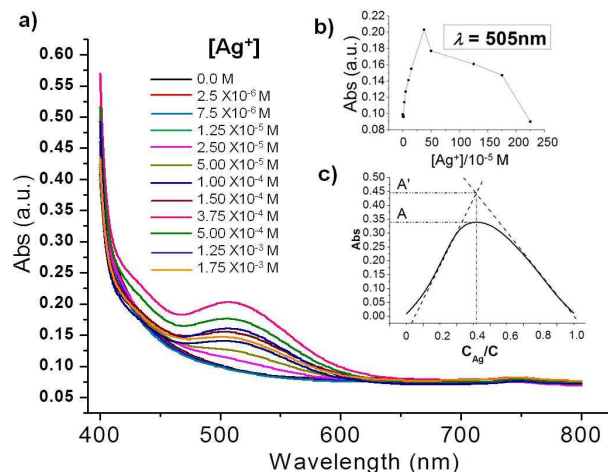 a)
[Ag⁺]
0.0 M
2.5 X10⁻⁶ M
7.5 X10⁻⁶ M
1.25 X10⁻⁵ M
2.50 X10⁻⁵ M
5.00 X10⁻⁵ M
1.00 X10⁻⁴ M
1.50 X10⁻⁴ M
3.75 X10⁻⁴ M
5.00 X10⁻⁴ M
1.25 X10⁻³ M
1.75 X10⁻³ M
Abs (a.u.)
0.60
0.55
0.50
0.45
0.40
0.35
0.30
0.25
0.20
0.15
0.10
0.05
400 500 600 700 800
Wavelength (nm)
b)
λ = 505nm
Abs (a.u.)
0.22
0.20
0.18
0.16
0.14
0.12
0.10
0.08
0 50 100 150 200 250
[Ag⁺]/10⁻⁵ M
c)
A'
A
Abs
0.50
0.45
0.40
0.35
0.30
0.25
0.20
0.15
0.10
0.05
0.00
0.0 0.2 0.4 0.6 0.8 1.0
C_Ag/C